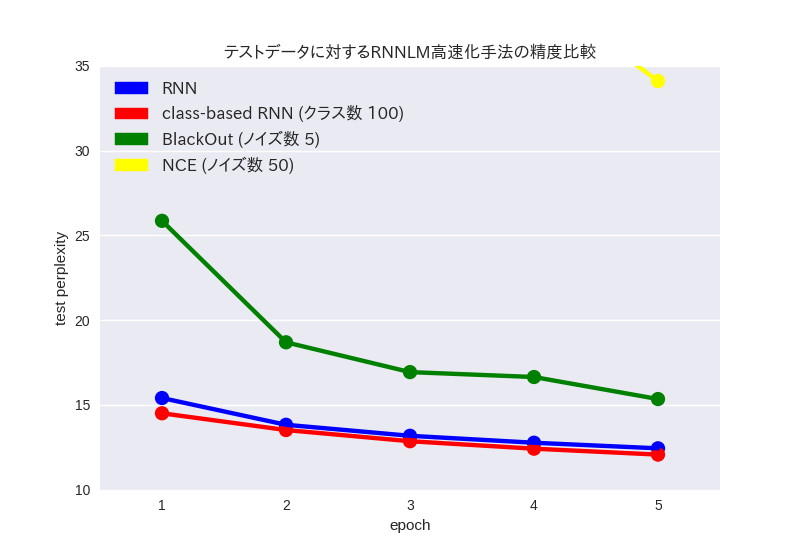 テストデータに対するRNNLM高速化手法の精度比較
35
30
25
20
15
10
test perplexity
RNN
class-based RNN (クラス数 100)
BlackOut (ノイズ数 5)
NCE (ノイズ数 50)
1 2 3 4 5
epoch